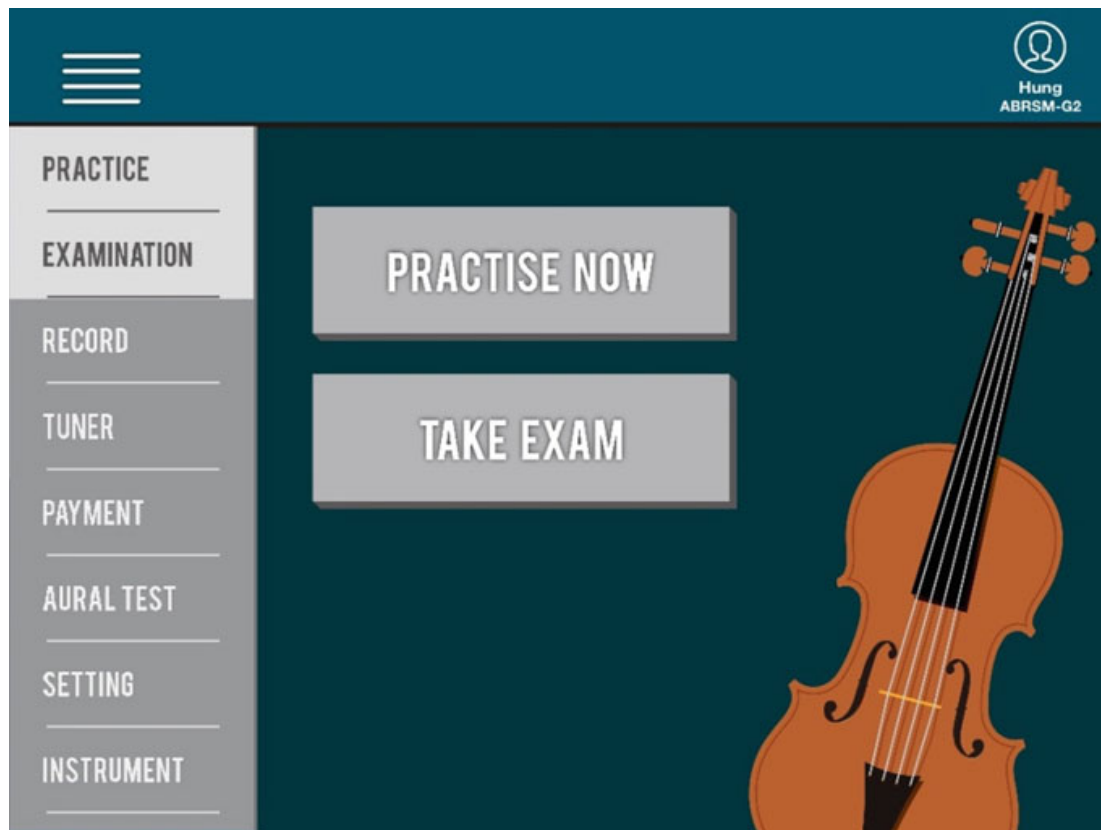 Hung
ABRSM-G2
PRACTICE
EXAMINATION
RECORD
TUNER
PAYMENT
AURAL TEST
SETTING
INSTRUMENT
PRACTISE NOW
TAKE EXAM